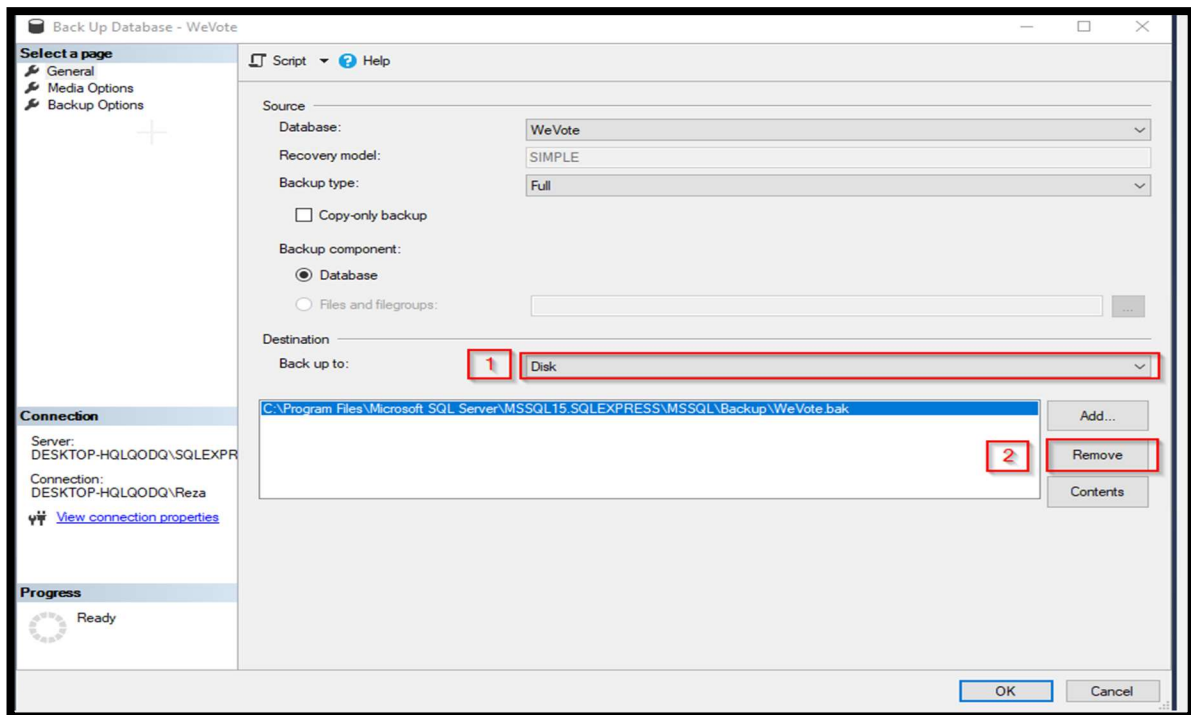 Back Up Database - WeVote
Select a page
General
Media Options
Backup Options
Script
Help
Source
Database:
WeVote
Recovery model:
SIMPLE
Backup type:
Full
Copy-only backup
Backup component:
Database
Files and filegroups:
...
Destination
Back up to:
1
Disk
C:\Program Files\Microsoft SQL Server\MSSQL15.SQLEXPRESS\MSSQL\Backup\WeVote.bak
Add...
2
Remove
Contents
Connection
Server:
DESKTOP-HQLQODQ\SQLEXPR
Connection:
DESKTOP-HQLQODQ\Reza
View connection properties
Progress
Ready
OK
Cancel